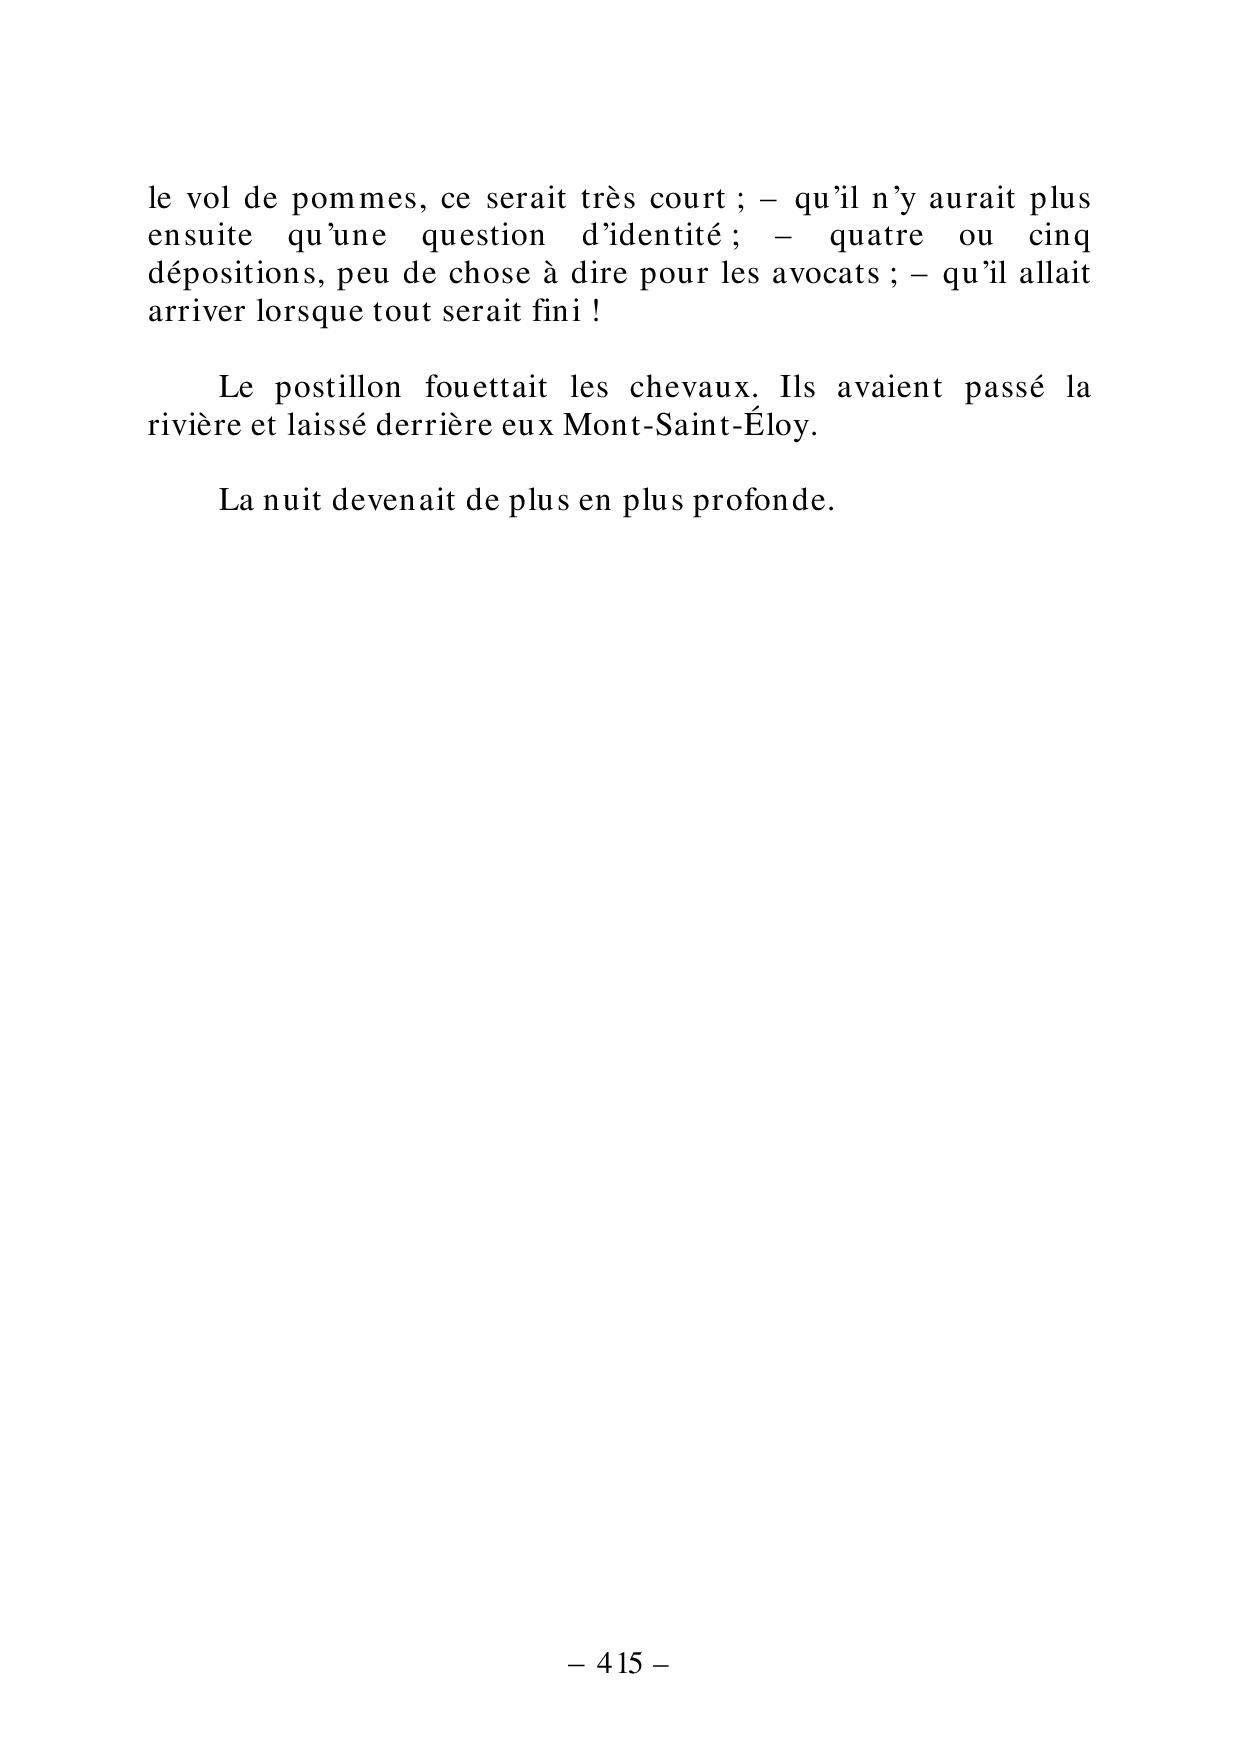 le vol de pommes, ce serait très court ; – qu’il n’y aurait plus
ensuite qu’une question d’identité ; – quatre ou cinq
dépositions, peu de chose à dire pour les avocats ; – qu’il allait
arriver lorsque tout serait fini !
Le postillon fouettait les chevaux. Ils avaient passé la
rivière et laissé derrière eux Mont-Saint-Éloy.
La nuit devenait de plus en plus profonde.
– 415 –